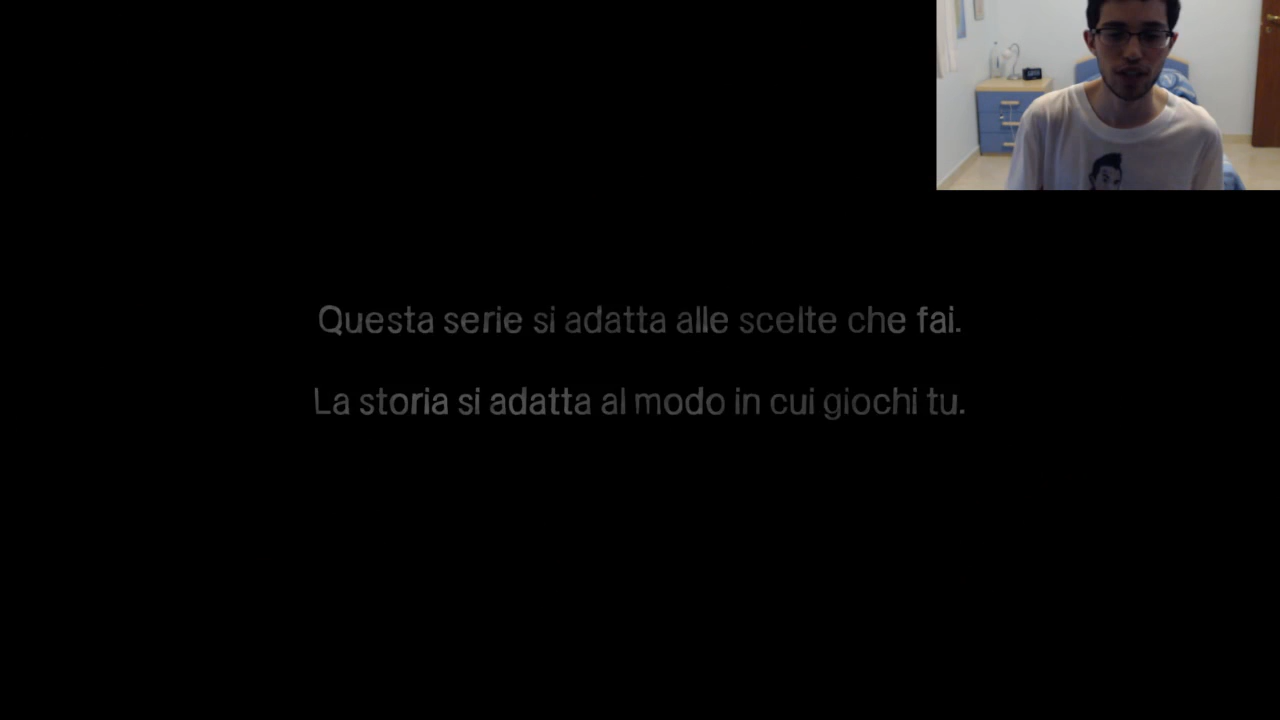 Questa serie si adatta alle scelte che fai.
La storia si adatta al modo in cui giochi tu.